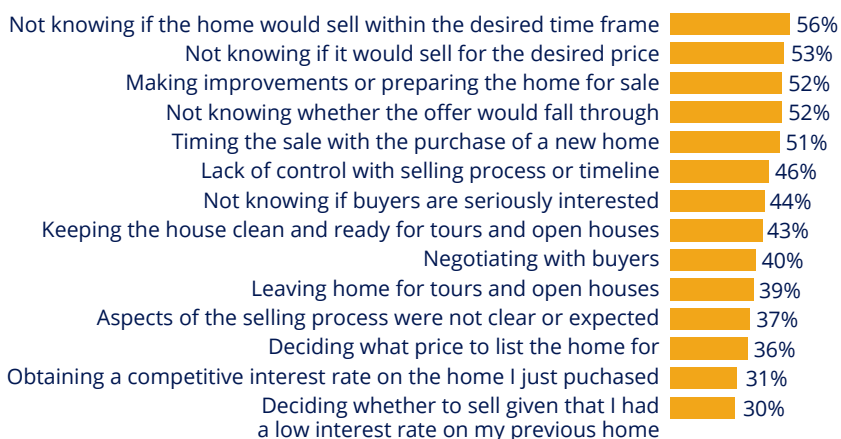 Not knowing if the home would sell within the desired time frame 56%
Not knowing if it would sell for the desired price 53%
Making improvements or preparing the home for sale 52%
Not knowing whether the offer would fall through 52%
Timing the sale with the purchase of a new home 51%
Lack of control with selling process or timeline 46%
Not knowing if buyers are seriously interested 44%
Keeping the house clean and ready for tours and open houses 43%
Negotiating with buyers 40%
Leaving home for tours and open houses 39%
Aspects of the selling process were not clear or expected 37%
Deciding what price to list the home for 36%
Obtaining a competitive interest rate on the home I just puchased 31%
Deciding whether to sell given that I had 30%
a low interest rate on my previous home